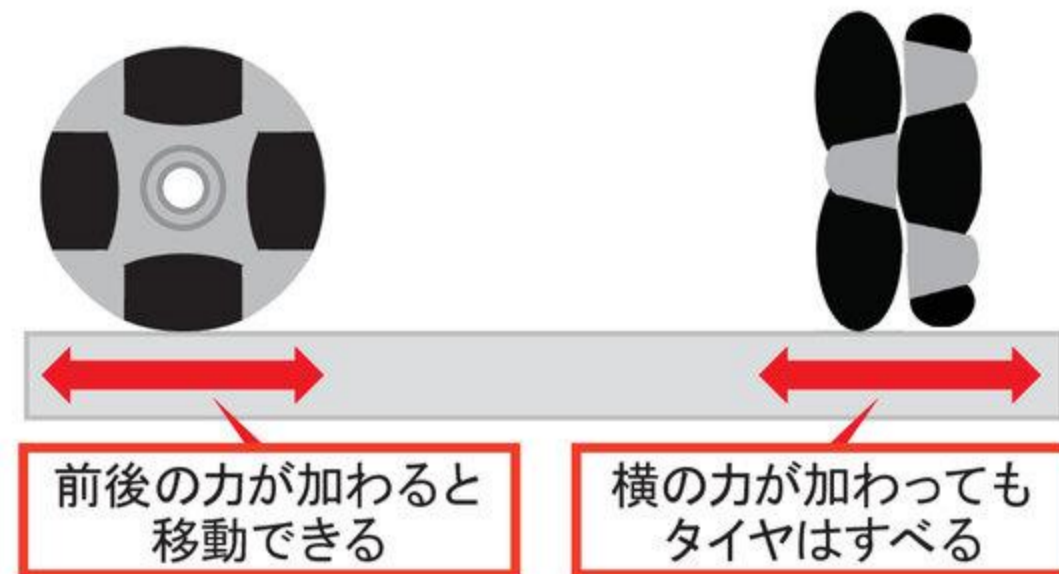 前後の力が加わると
移動できる
横の力が加わっても
タイヤはすべる